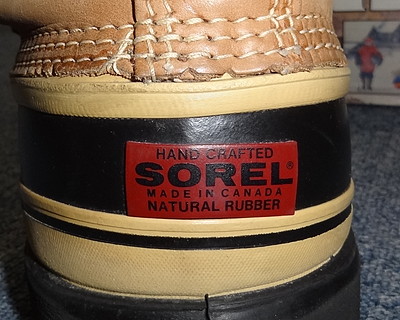 HAND CRAFTED
SOREL®
MADE IN CANADA
NATURAL RUBBER